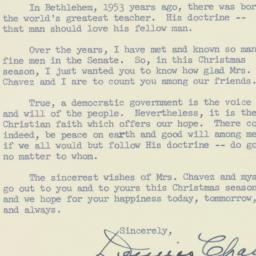 In Bethlehem, 1953 years ago, there was bor
the world's greatest teacher. His doctrine --
that man should love his fellow man.
Over the years, I have met and known so man
fine men in the Senate. So, in this Christmas
season, I just wanted you to know how glad Mrs.
Chavez and I are to count you among our friends.
True, a democratic government is the voice
and will of the people. Nevertheless, it is the
Christian faith which offers our hope. There co
indeed, be peace on earth and good will among me
if we all would but follow His doctrine -- do go
no matter to whom.
The sincerest wishes of Mrs. Chavez and mys
go out to you and to yours this Christmas season
and we hope for your happiness today, tommorrow,
and always.
Sincerely,
Dennis Chav